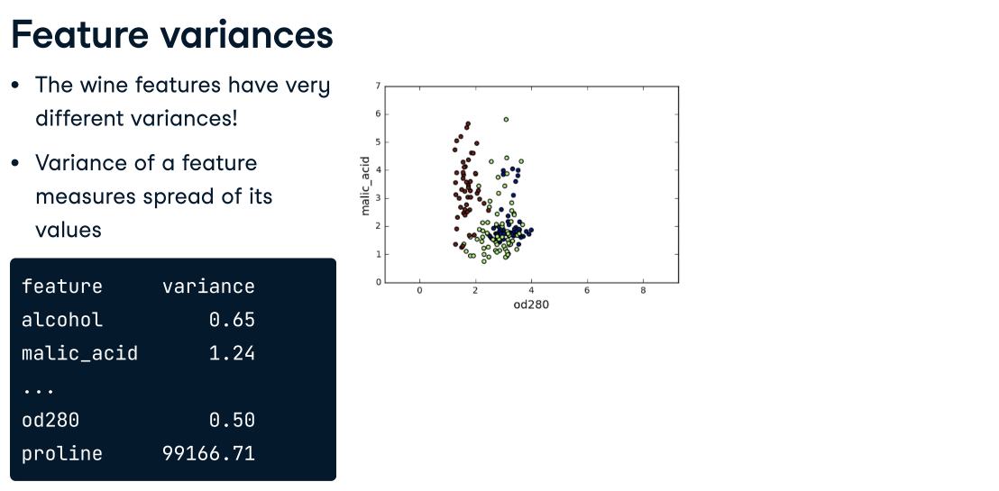 Feature variances
• The wine features have very
different variances!
• Variance of a feature
measures spread of its
values
feature variance
alcohol 0.65
malic_acid 1.24
...
od280 0.50
proline 99166.71
7
6
5
4
3
2
1
0
malic_acid
0 2 4 6 8
od280